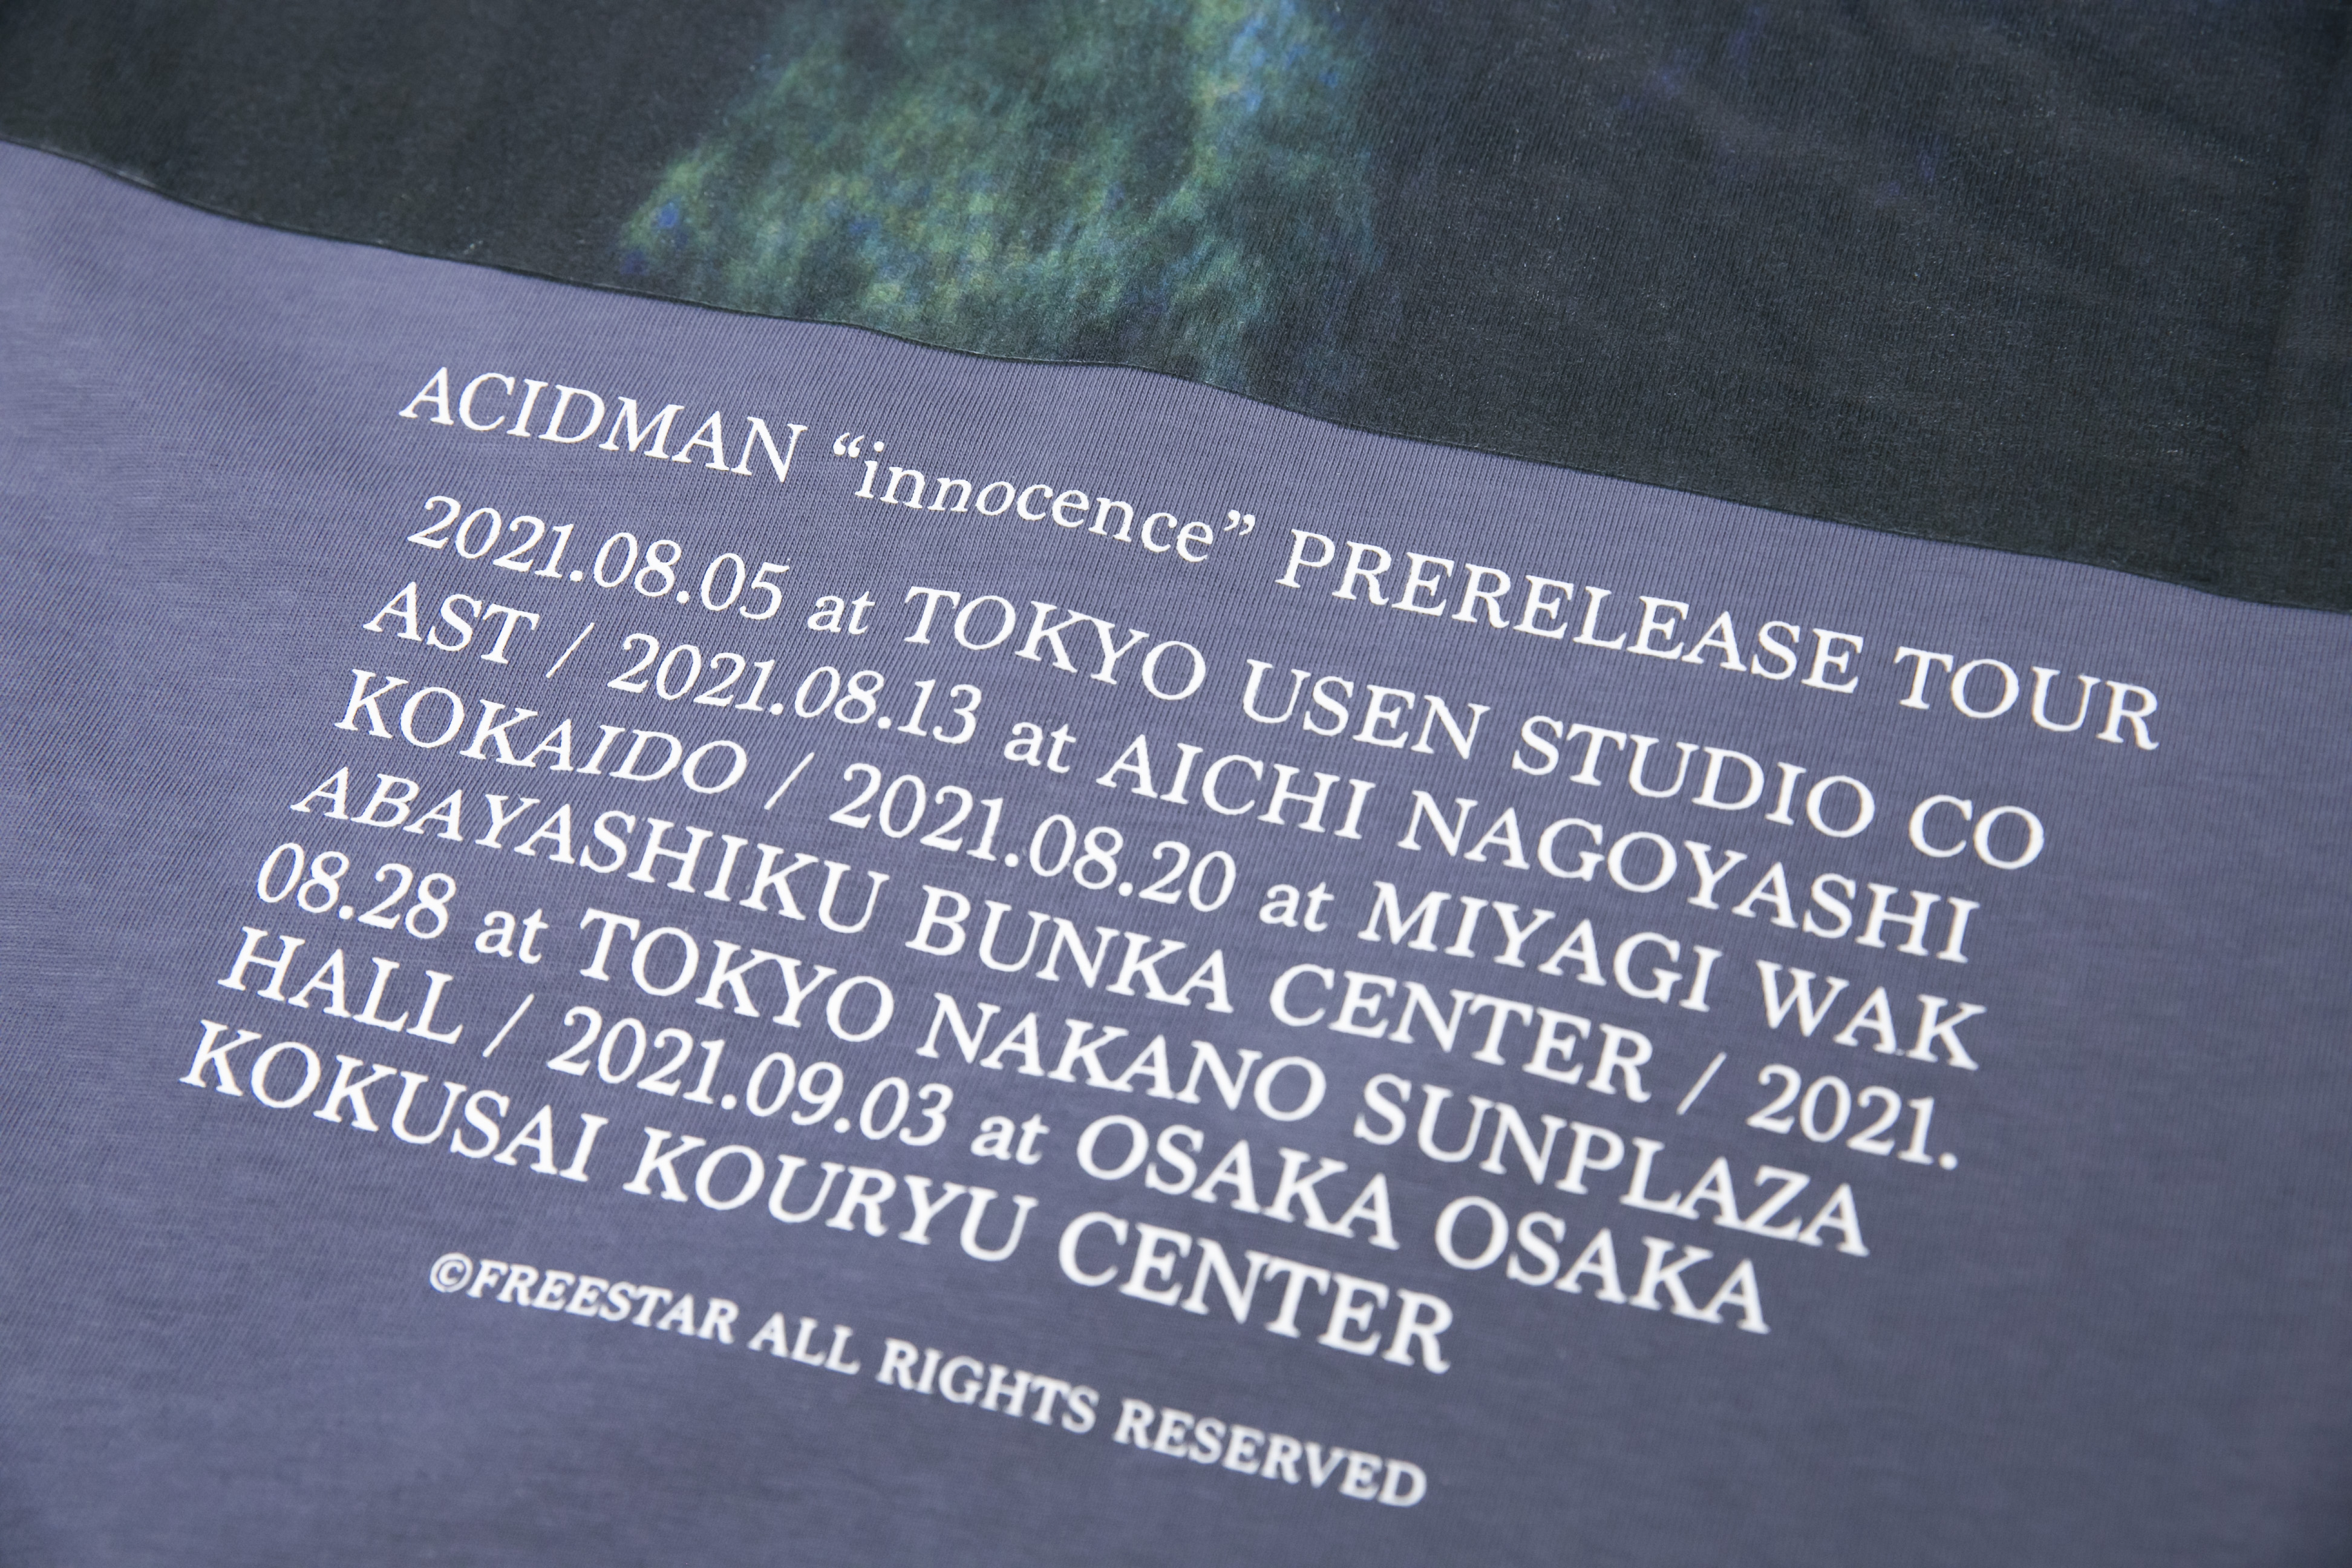 ACIDMAN “innocence” PRERELEASE TOUR
2021.08.05 at TOKYO USEN STUDIO CO
AST / 2021.08.13 at AICHI NAGOYASHI
KOKAIDO / 2021.08.20 at MIYAGI WAK
ABAYASHIKU BUNKA CENTER / 2021.
08.28 at TOKYO NAKANO SUNPLAZA
HALL / 2021.09.03 at OSAKA OSAKA
KOKUSAI KOURYU CENTER
©FREESTAR ALL RIGHTS RESERVED